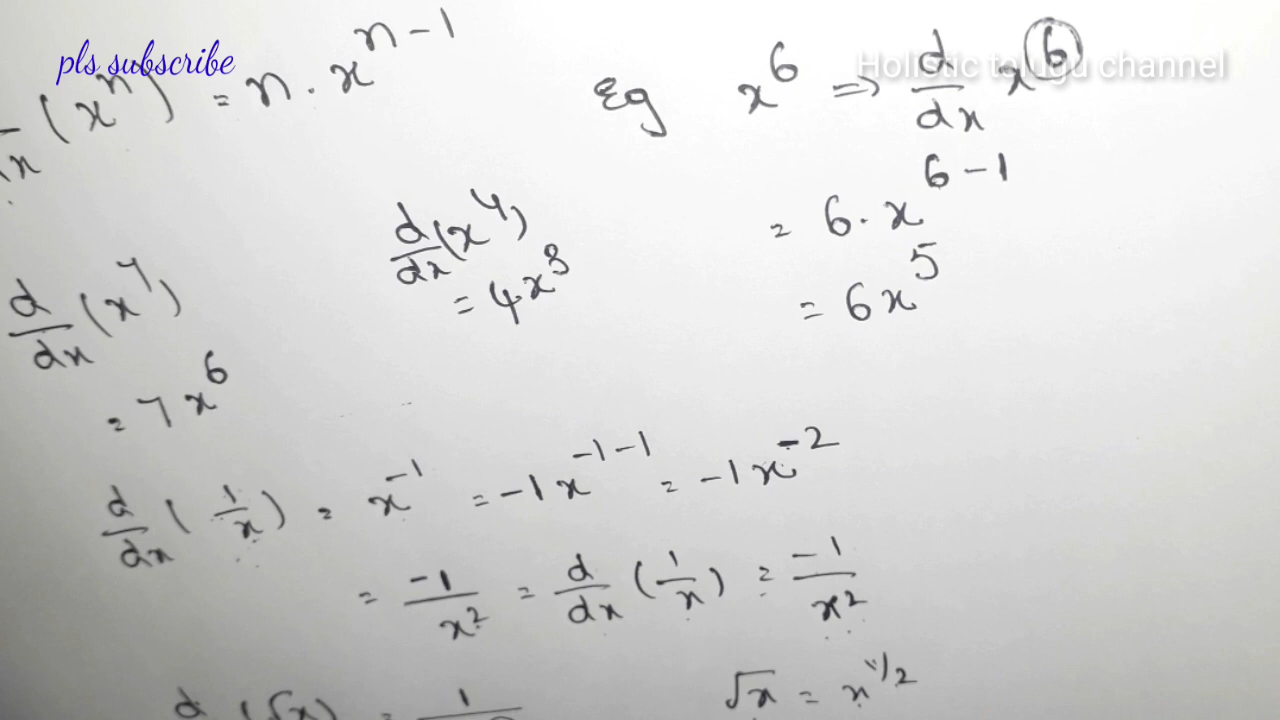 pls subscribe
Holistic telugu channel
(xⁿ) = n · xⁿ⁻¹
Eg x⁶ ⇒ d/dx x⁶
= 6 · x⁶⁻¹
= 6x⁵
d/dx (x⁴)
= 4x³
d/dx (x⁷)
= 7x⁶
d/dx (1/x) = x⁻¹ = -1x⁻¹⁻¹ = -1x⁻²
= -1/x² = d/dx (1/x) = -1/x²
√x = x^1/2